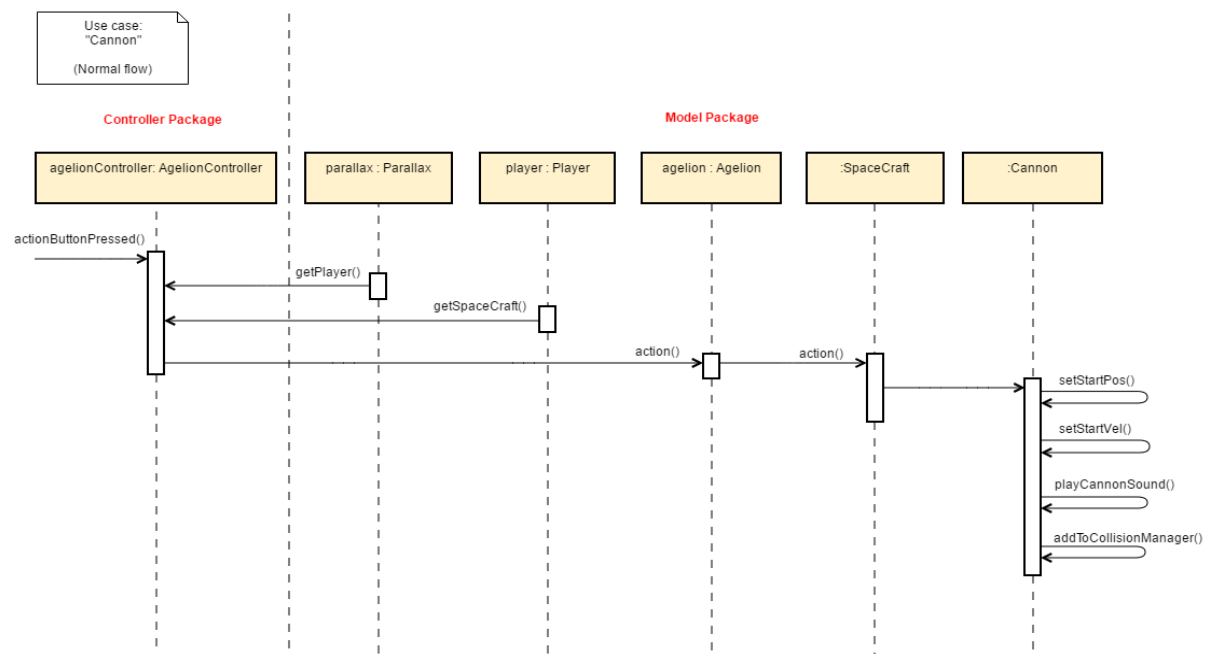 Use case:
"Cannon"
(Normal flow)
Controller Package
Model Package
agelionController: AgelionController
parallax : Parallax
player : Player
agelion : Agelion
:SpaceCraft
:Cannon
actionButtonPressed()
getPlayer()
getSpaceCraft()
action()
action()
setStartPos()
setStartVel()
playCannonSound()
addToCollisionManager()